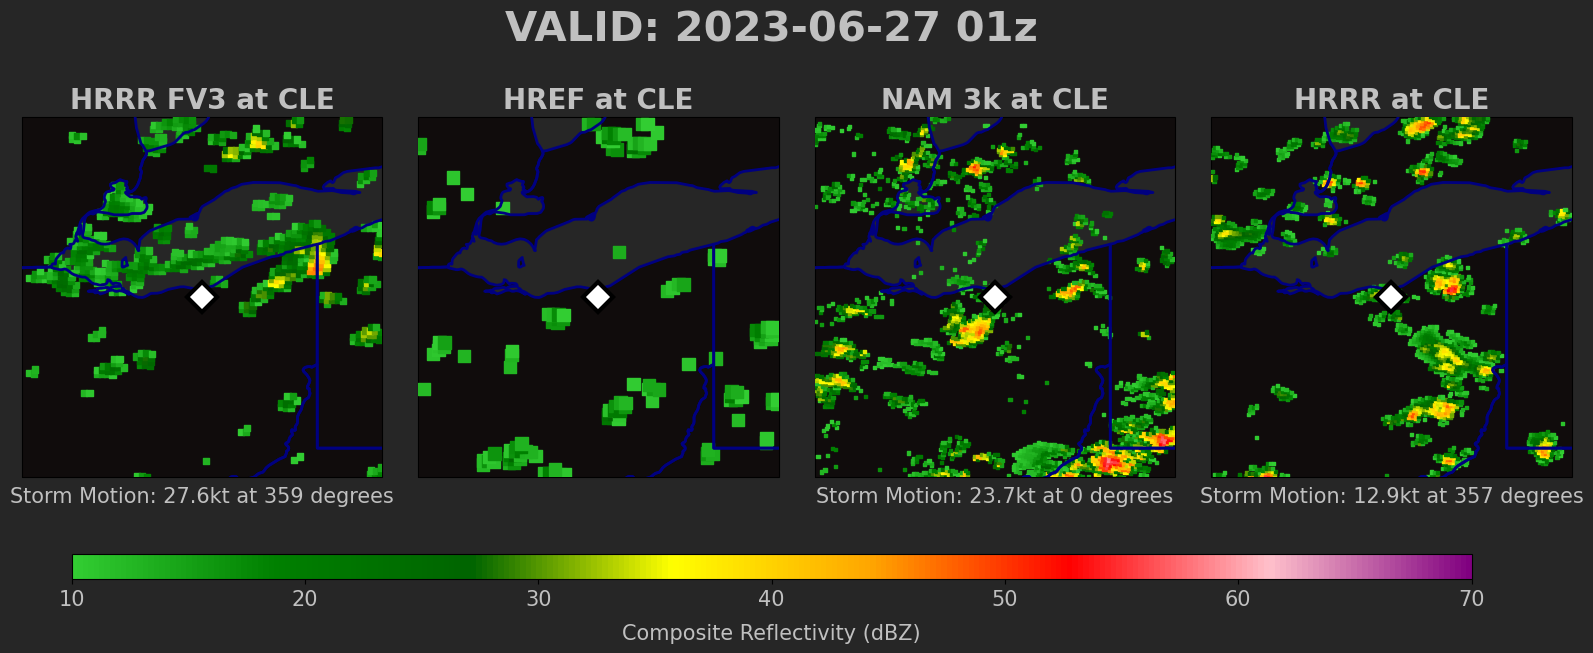 VALID: 2023-06-27 01z
HRRR FV3 at CLE
HREF at CLE
NAM 3k at CLE
HRRR at CLE
Storm Motion: 27.6kt at 359 degrees
Storm Motion: 23.7kt at 0 degrees
Storm Motion: 12.9kt at 357 degrees
10 20 30 40 50 60 70
Composite Reflectivity (dBZ)